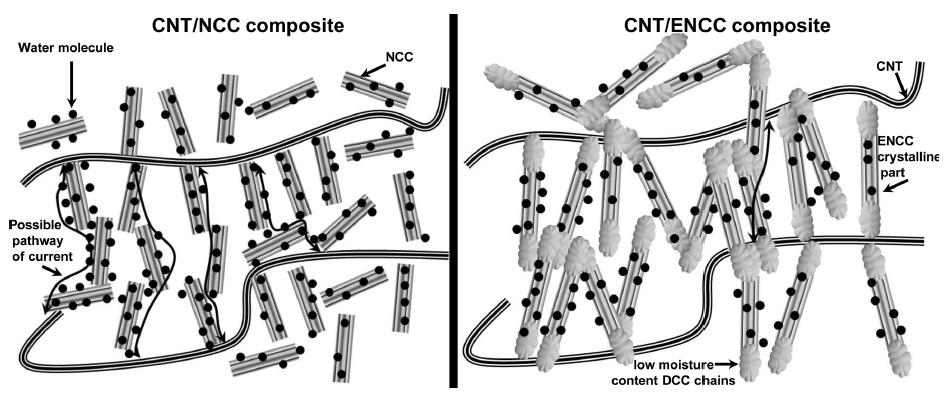 CNT/NCC composite
Water molecule
NCC
Possible
pathway
of current
CNT/ENCC composite
CNT
ENCC
crystalline
part
low moisture
content DCC chains